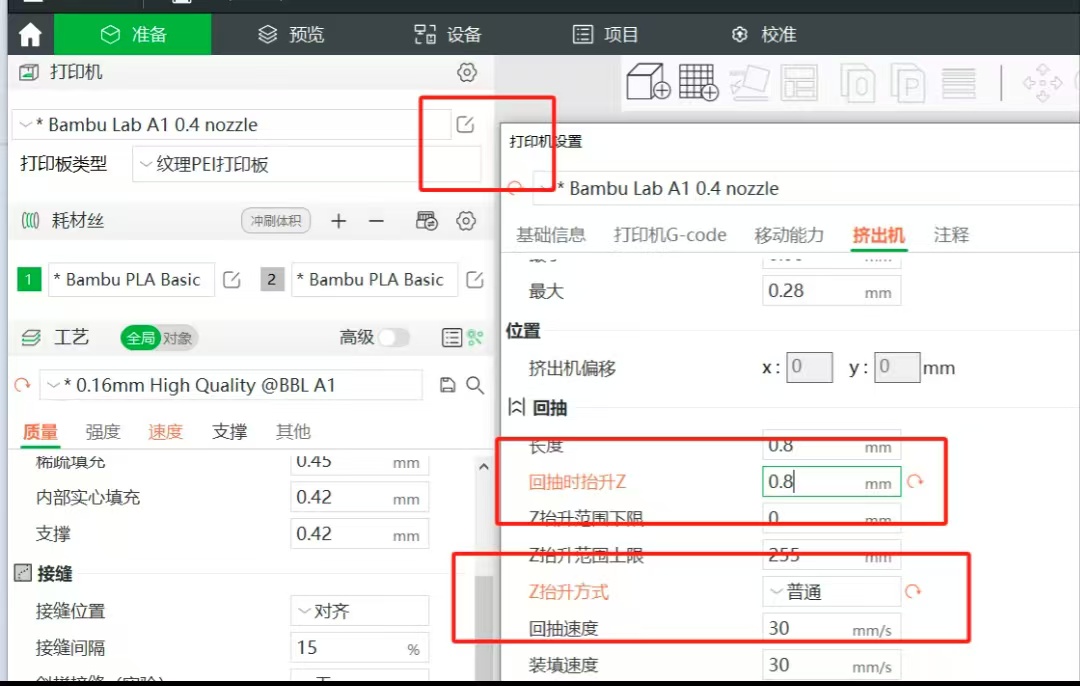 准备 预览 设备 项目 校准
打印机
* Bambu Lab A1 0.4 nozzle
打印板类型 纹理PEI打印板
耗材丝 冲刷体积
1 * Bambu PLA Basic 2 * Bambu PLA Basic
工艺 全局 对象 高级
* 0.16mm High Quality @BBL A1
质量 强度 速度 支撑 其他
稀疏填充 0.45 mm
内部实心填充 0.42 mm
支撑 0.42 mm
接缝
接缝位置 对齐
接缝间隔 15 %
打印机设置
* Bambu Lab A1 0.4 nozzle
基础信息 打印机G-code 移动能力 挤出机 注释
最大 0.28 mm
位置
挤出机偏移 x: 0 y: 0 mm
回抽
长度 0.8 mm
回抽时抬升Z 0.8 mm
Z抬升范围下限 0 mm
Z抬升范围上限 255 mm
Z抬升方式 普通
回抽速度 30 mm/s
装填速度 30 mm/s